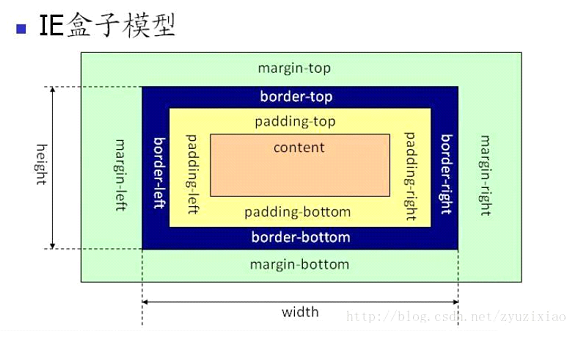 IE盒子模型
margin-top
border-top
padding-top
content
height
margin-left
border-left
padding-left
padding-right
border-right
margin-right
padding-bottom
border-bottom
margin-bottom
width
http://blog.csdn.net/zyuzixiao